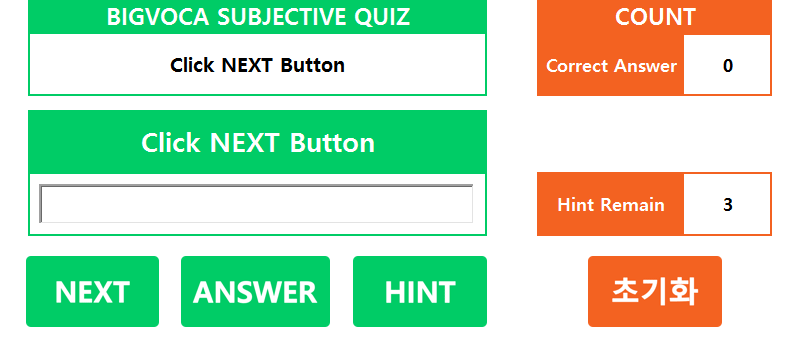 BIGVOCA SUBJECTIVE QUIZ
Click NEXT Button
COUNT
Correct Answer 0
Click NEXT Button
Hint Remain 3
NEXT ANSWER HINT 초기화